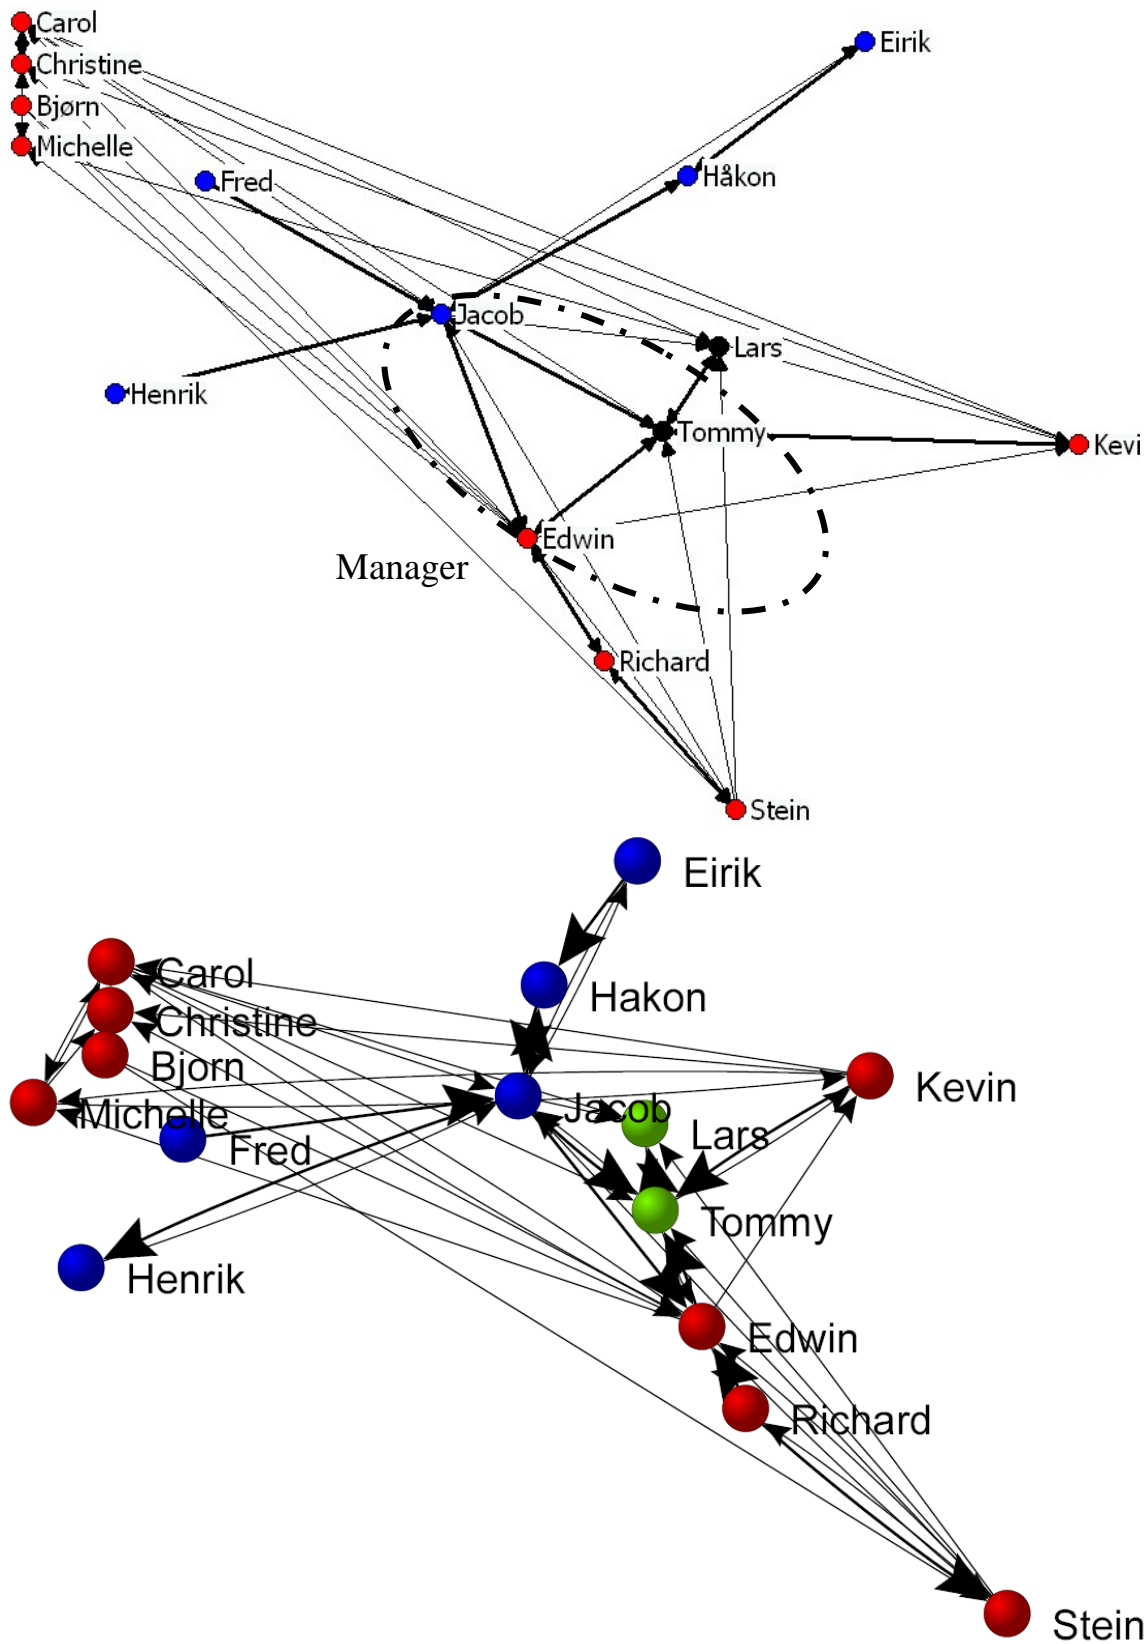 Carol
Eirik
Christine
Bjørn
Michelle
Fred
Håkon
Jacob
Lars
Henrik
Tommy
Kevi
Edwin
Manager
Richard
Stein
Eirik
Carol
Hakon
Christine
Bjorn
Kevin
Michelle
Jacob
Lars
Fred
Tommy
Henrik
Edwin
Richard
Stein